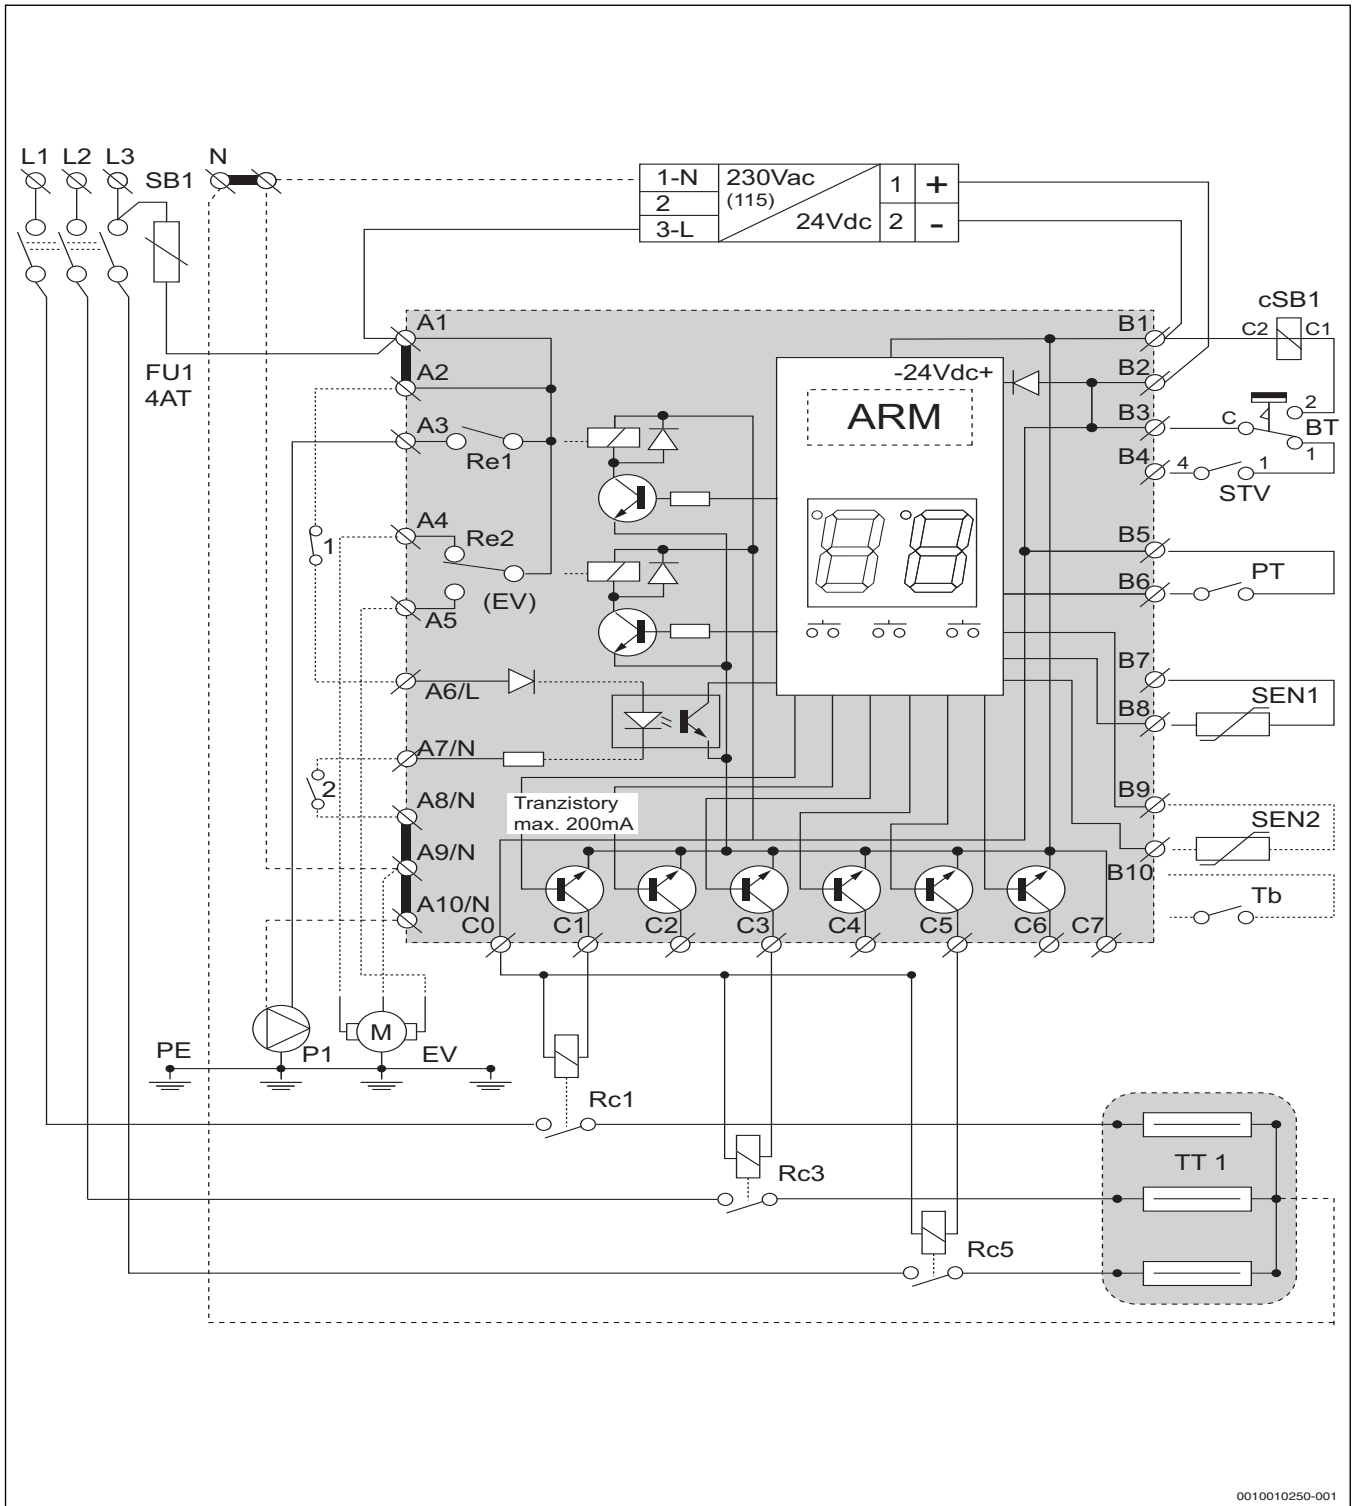 L1 L2 L3 SB1 N
1-N 230Vac 1 +
2 (115)
3-L 24Vdc 2 -
cSB1
C2 C1
FU1
4AT
A1
A2
A3
Re1
A4
Re2
(EV)
A5
A6/L
A7/N
A8/N
A9/N
A10/N
1
2
-24Vdc+
ARM
B1
B2
B3
B4
B5
B6
B7
B8
B9
B10
2
C BT
1
4 1
STV
PT
SEN1
SEN2
Tb
Tranzistory
max. 200mA
C0 C1 C2 C3 C4 C5 C6 C7
PE P1 M EV
Rc1
Rc3
Rc5
TT 1
0010010250-001